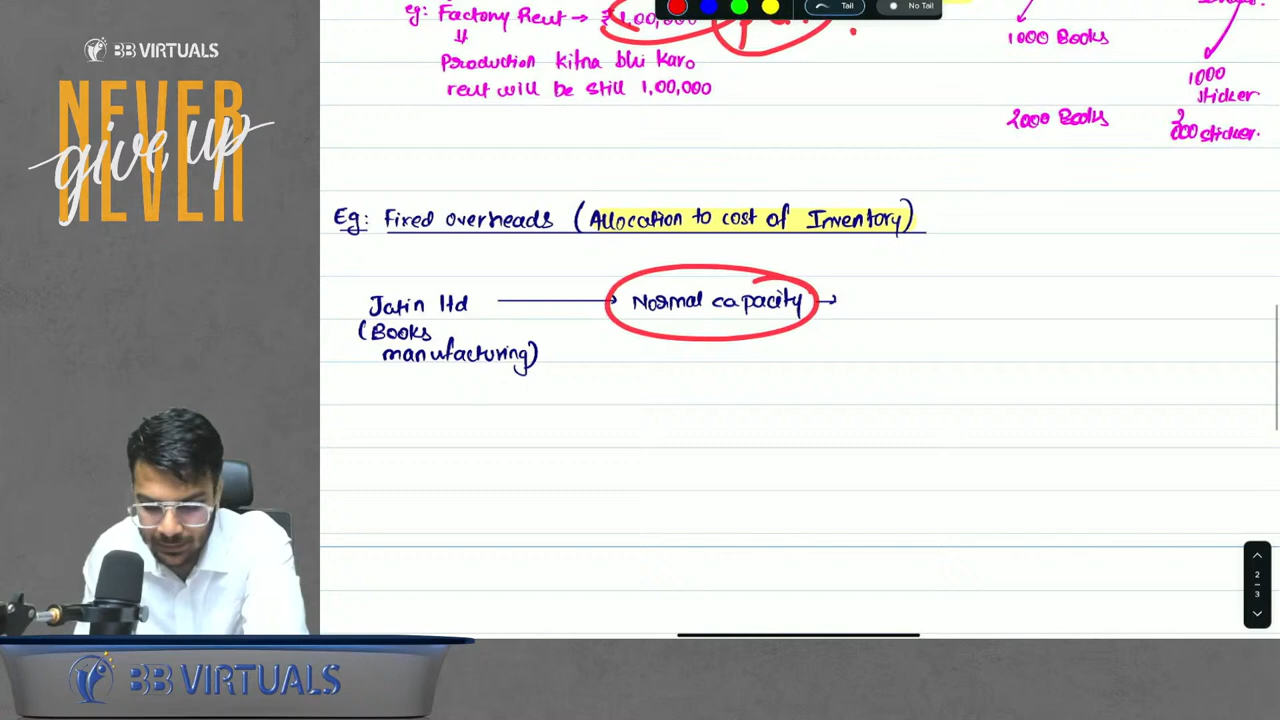 BB VIRTUALS
NEVER
give up
NEVER
eg: Factory Rent → ₹1,00,000
⇓
Production kitna bhi karo
rent will be still 1,00,000
Tail
No Tail
1000 Books
1000
sticker
2000 Books
2
000 sticker.
Eg: Fixed overheads (Allocation to cost of Inventory)
Jatin ltd → Normal capacity →
(Books
manufacturing)
2
3
BB VIRTUALS